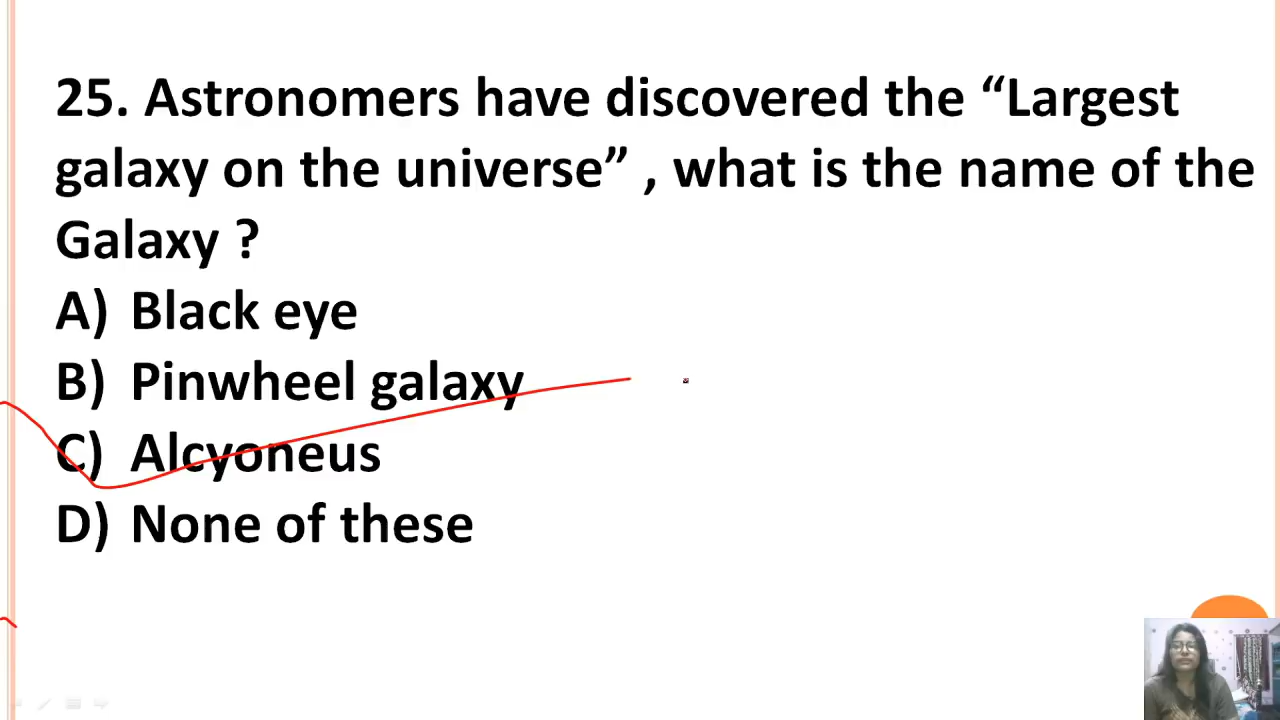 25. Astronomers have discovered the “Largest
galaxy on the universe” , what is the name of the
Galaxy ?
A) Black eye
B) Pinwheel galaxy
C) Alcyoneus
D) None of these